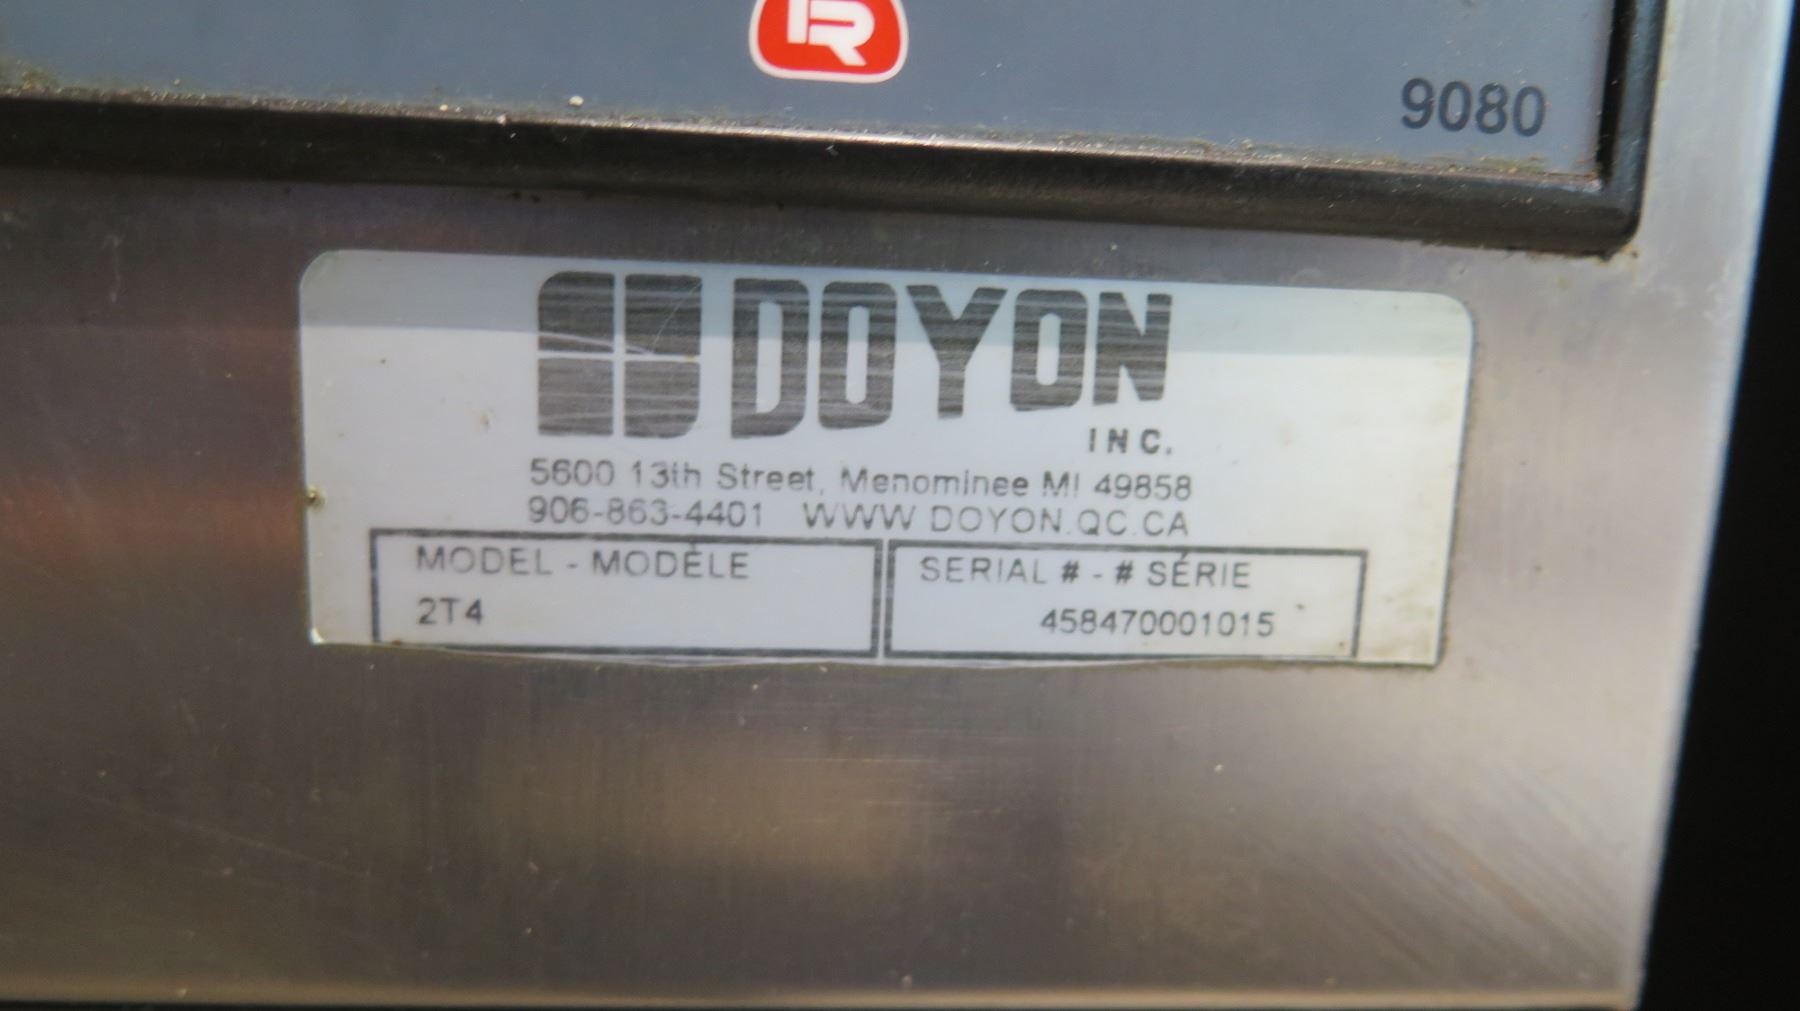 R
9080
DOYON
INC.
5600 13th Street, Menominee MI 49858
906-863-4401 WWW.DOYON.QC.CA
MODEL - MODÈLE
2T4
SERIAL # - # SÉRIE
458470001015